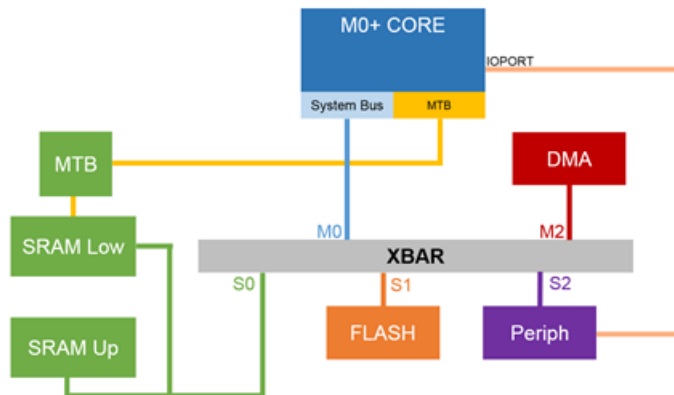 M0+ CORE
IOPORT
System Bus
MTB
MTB
DMA
SRAM Low
M0
M2
XBAR
S0
S1
S2
SRAM Up
FLASH
Periph